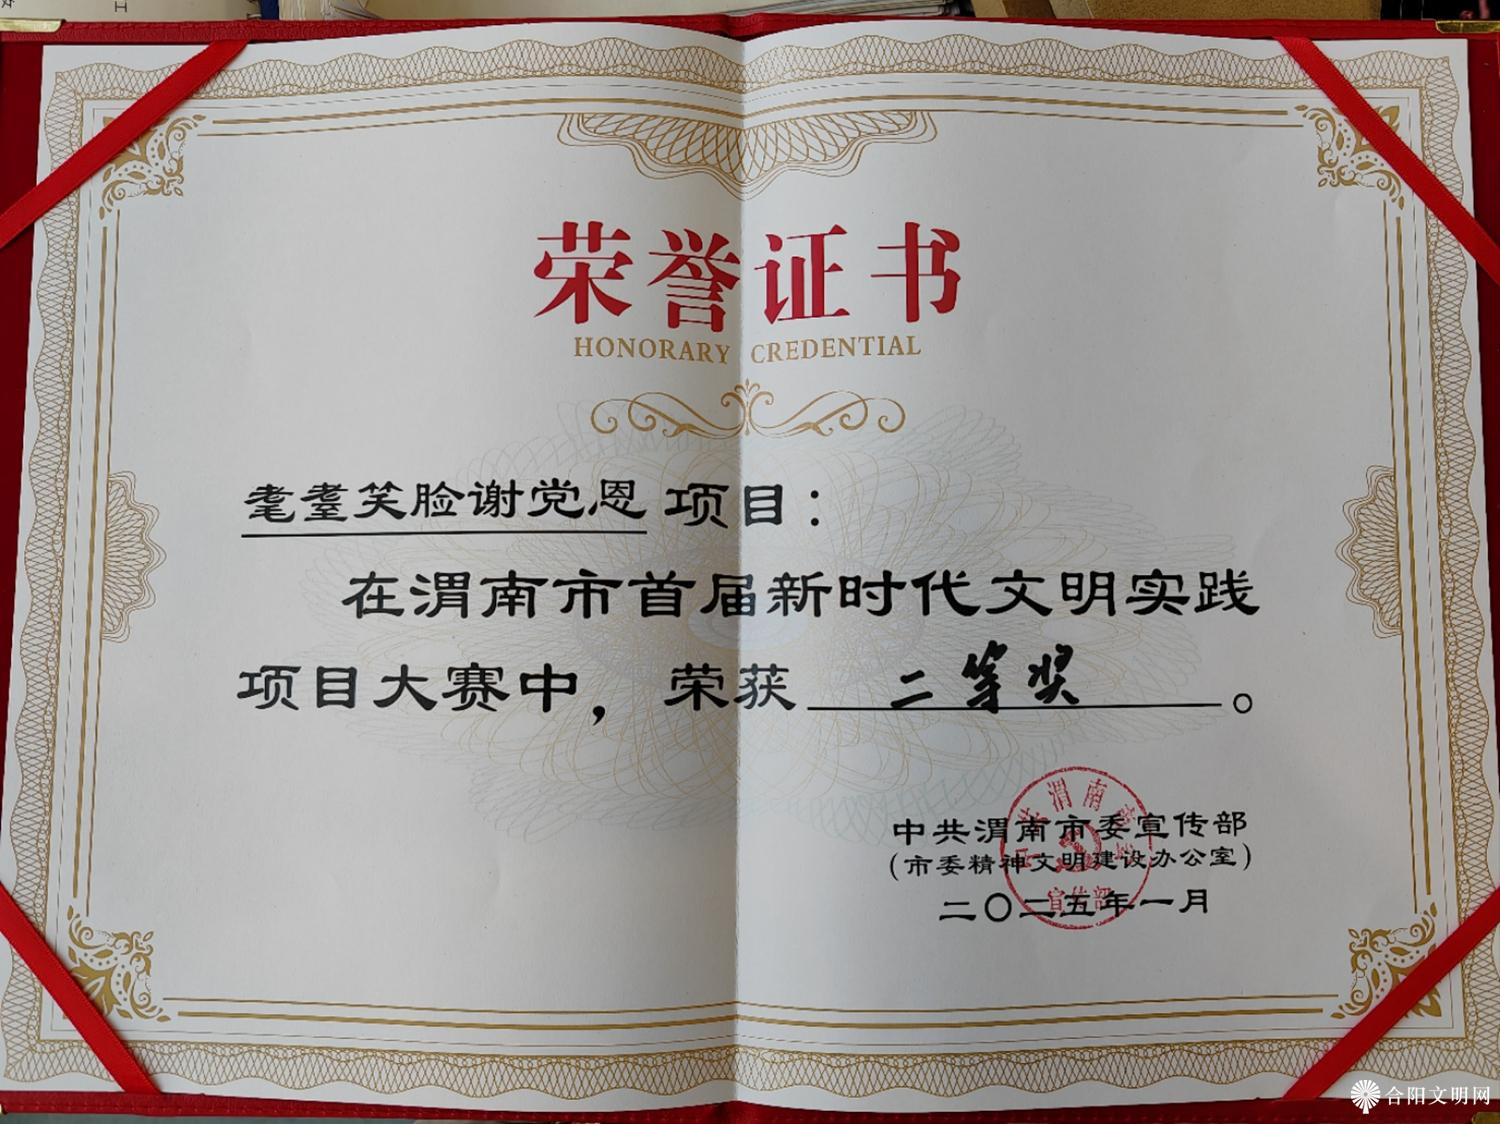 荣誉证书
HONORARY CREDENTIAL
耄耋笑脸谢党恩 项目：
在渭南市首届新时代文明实践
项目大赛中，荣获 二等奖 。
中共渭南市委宣传部
（市委精神文明建设办公室）
二〇二五年一月
宣传部
合阳文明网